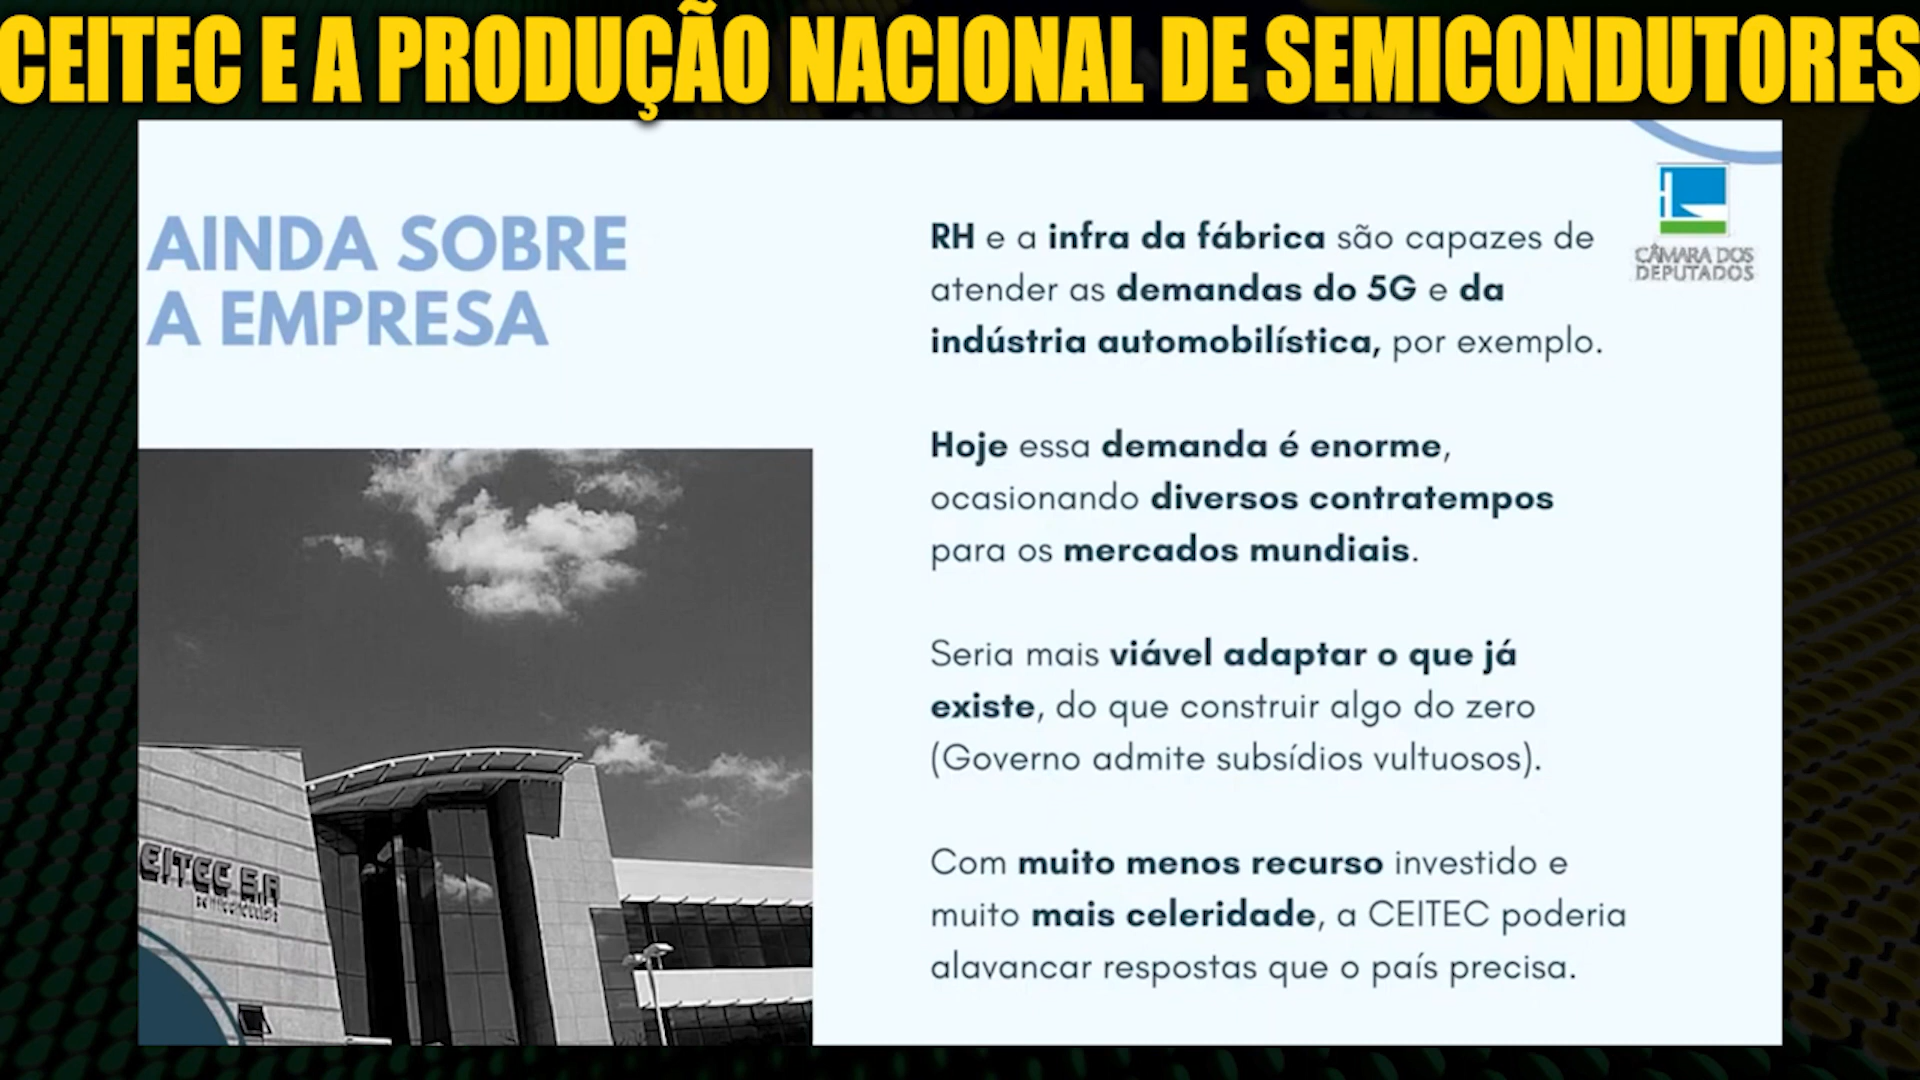 CEITEC E A PRODUÇÃO NACIONAL DE SEMICONDUTORES
AINDA SOBRE
A EMPRESA
CÂMARA DOS
DEPUTADOS
RH e a infra da fábrica são capazes de
atender as demandas do 5G e da
indústria automobilística, por exemplo.
Hoje essa demanda é enorme,
ocasionando diversos contratempos
para os mercados mundiais.
Seria mais viável adaptar o que já
existe, do que construir algo do zero
(Governo admite subsídios vultuosos).
Com muito menos recurso investido e
muito mais celeridade, a CEITEC poderia
alavancar respostas que o país precisa.
EITEC S.A